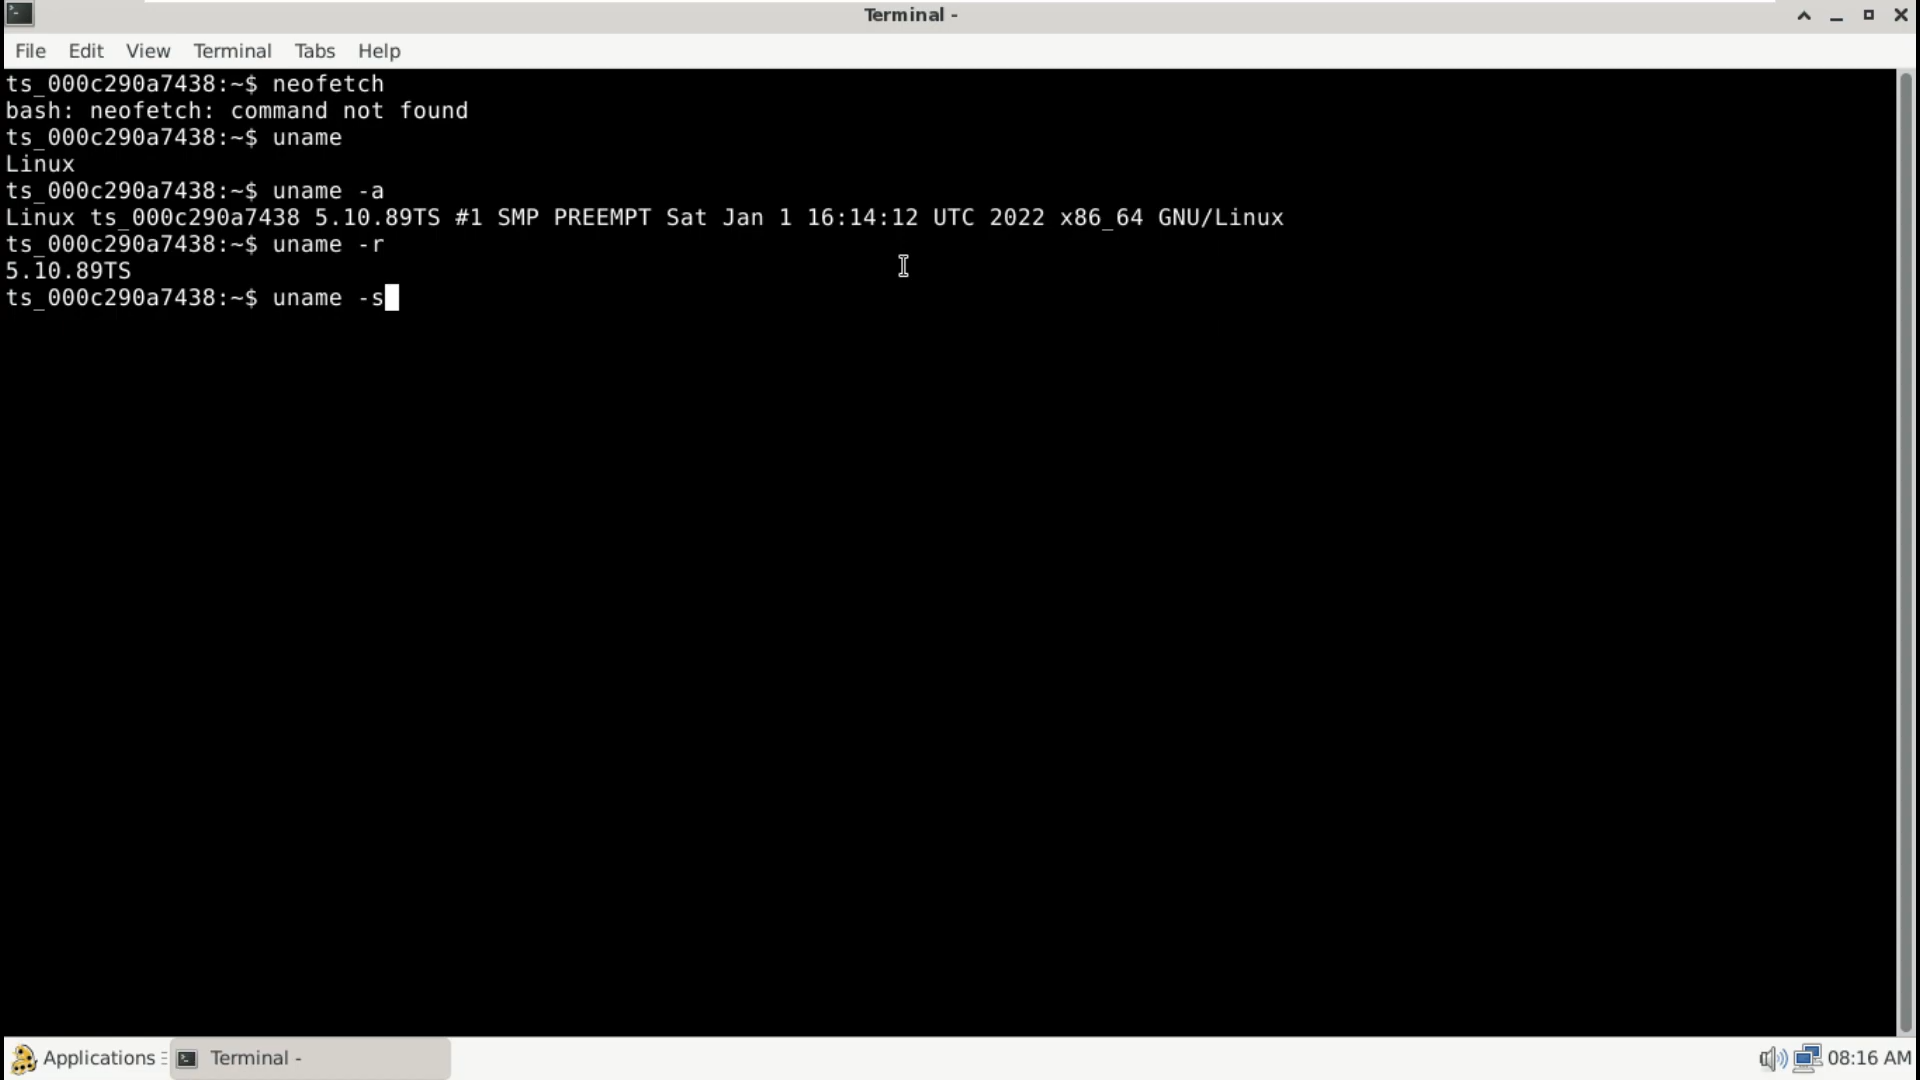 Terminal -
File Edit View Terminal Tabs Help
ts_000c290a7438:~$ neofetch
bash: neofetch: command not found
ts_000c290a7438:~$ uname
Linux
ts_000c290a7438:~$ uname -a
Linux ts_000c290a7438 5.10.89TS #1 SMP PREEMPT Sat Jan 1 16:14:12 UTC 2022 x86_64 GNU/Linux
ts_000c290a7438:~$ uname -r
5.10.89TS
ts_000c290a7438:~$ uname -s
Applications Terminal - 08:16 AM